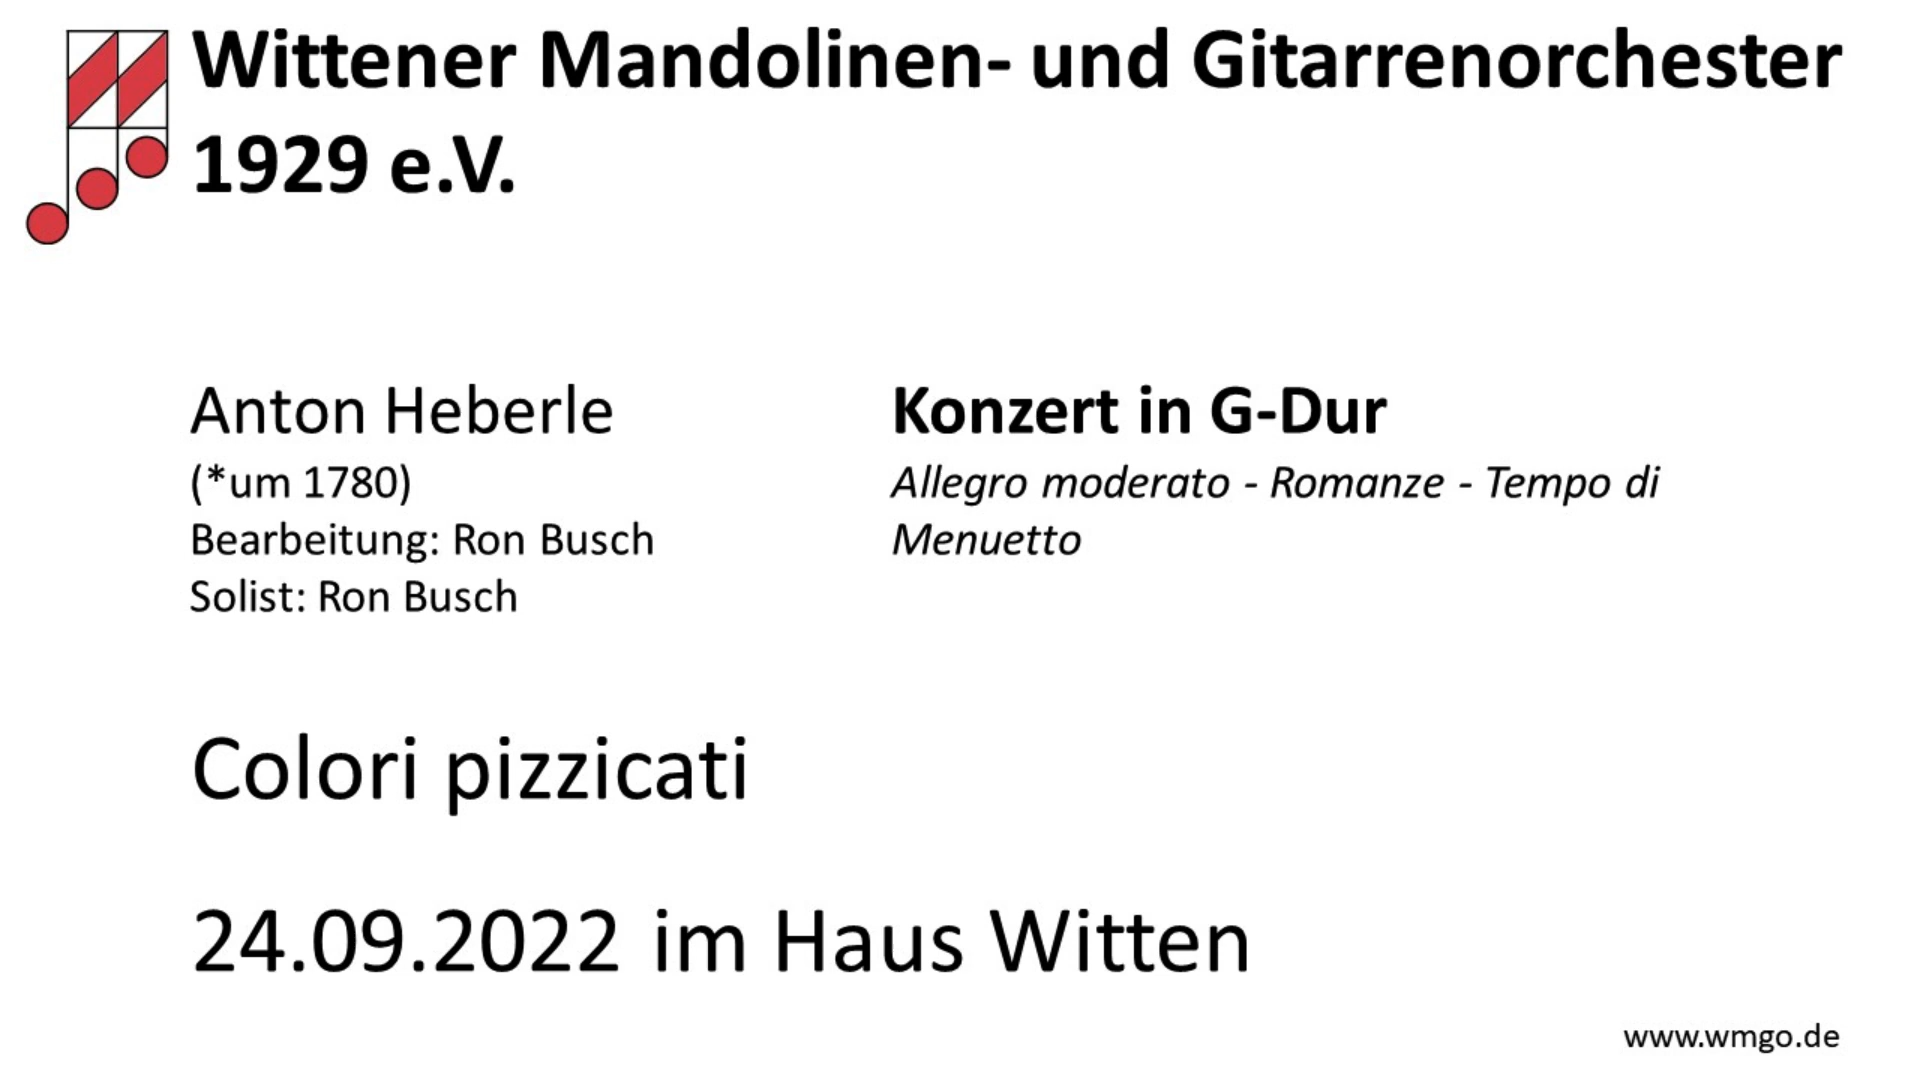 Wittener Mandolinen- und Gitarrenorchester
1929 e.V.
Anton Heberle
(*um 1780)
Bearbeitung: Ron Busch
Solist: Ron Busch
Konzert in G-Dur
Allegro moderato - Romanze - Tempo di
Menuetto
Colori pizzicati
24.09.2022 im Haus Witten
www.wmgo.de